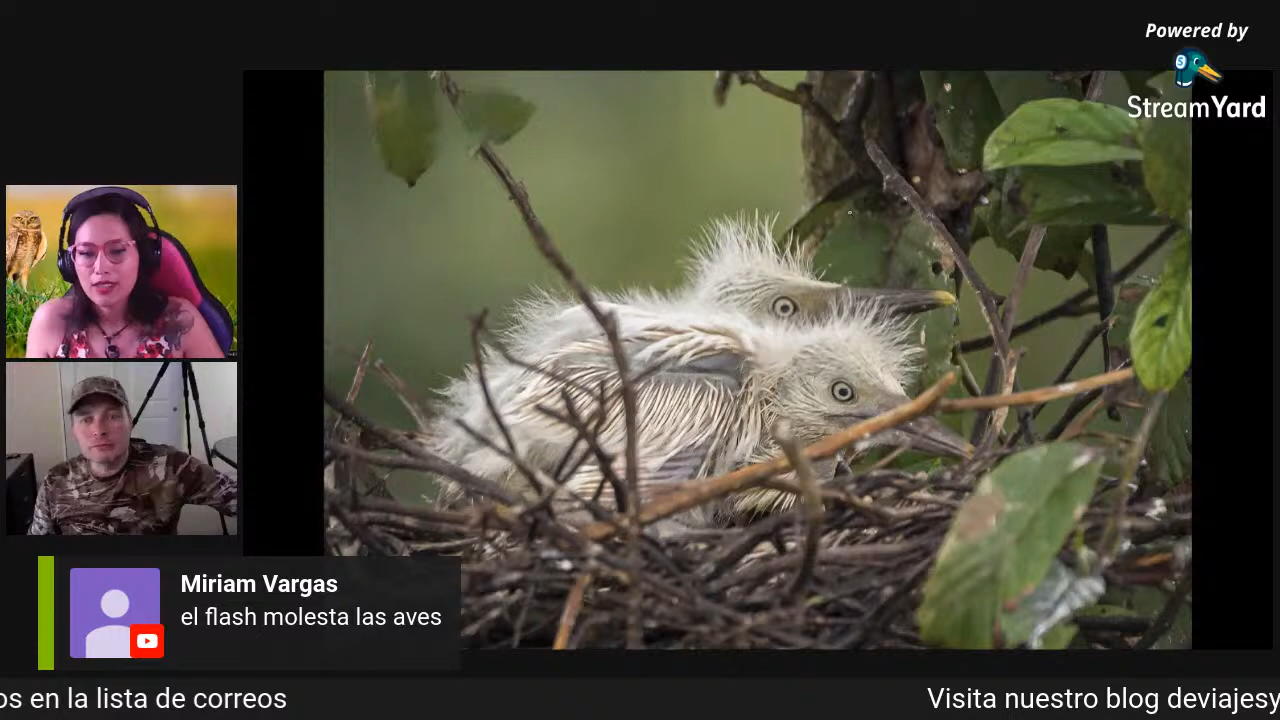 Powered by
StreamYard
Miriam Vargas
el flash molesta las aves
os en la lista de correos
Visita nuestro blog deviajesy